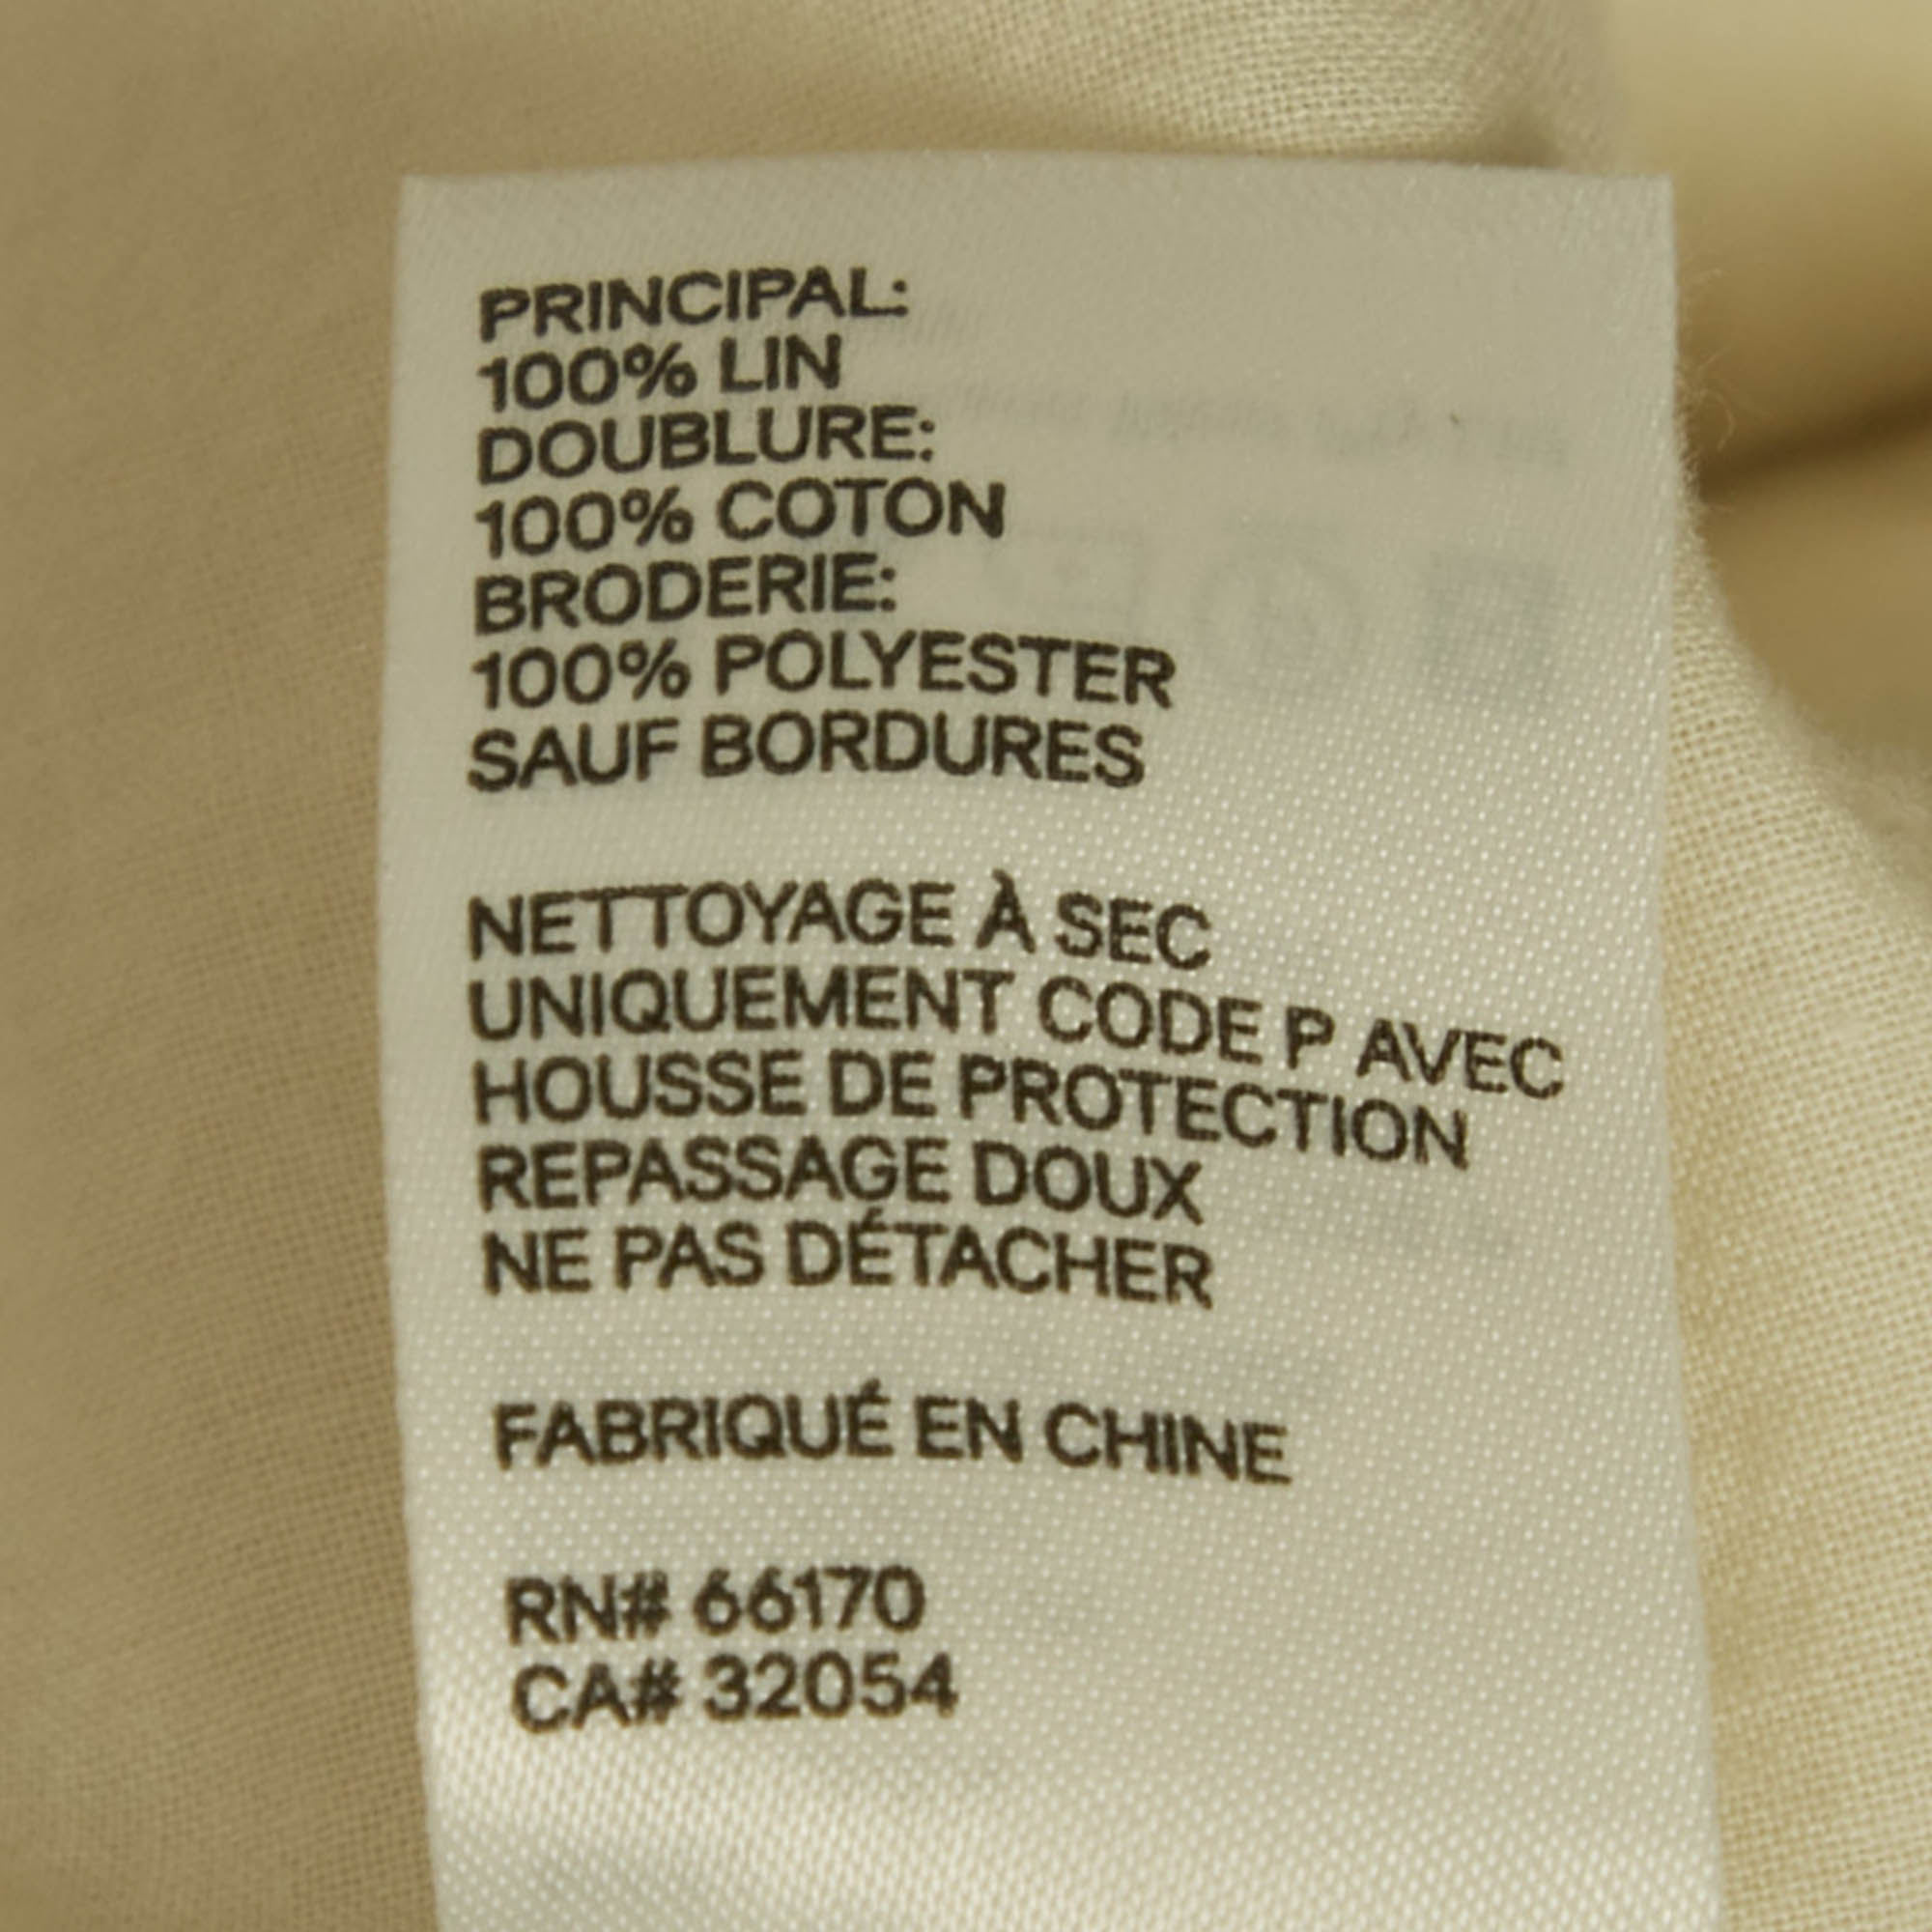 PRINCIPAL:
100% LIN
DOUBLURE:
100% COTON
BRODERIE:
100% POLYESTER
SAUF BORDURES
NETTOYAGE À SEC
UNIQUEMENT CODE P AVEC
HOUSSE DE PROTECTION
REPASSAGE DOUX
NE PAS DÉTACHER
FABRIQUÉ EN CHINE
RN# 66170
CA# 32054